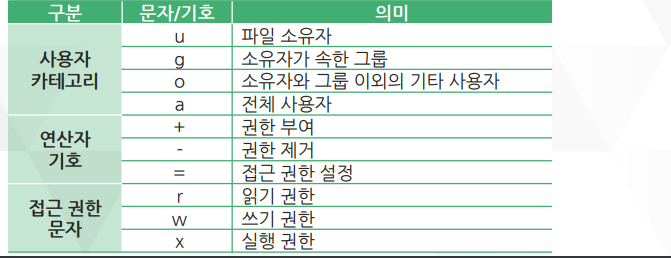 구분 문자/기호 의미
사용자 카테고리 u 파일 소유자
g 소유자가 속한 그룹
o 소유자와 그룹 이외의 기타 사용자
a 전체 사용자
연산자 기호 + 권한 부여
- 권한 제거
= 접근 권한 설정
접근 권한 문자 r 읽기 권한
w 쓰기 권한
x 실행 권한